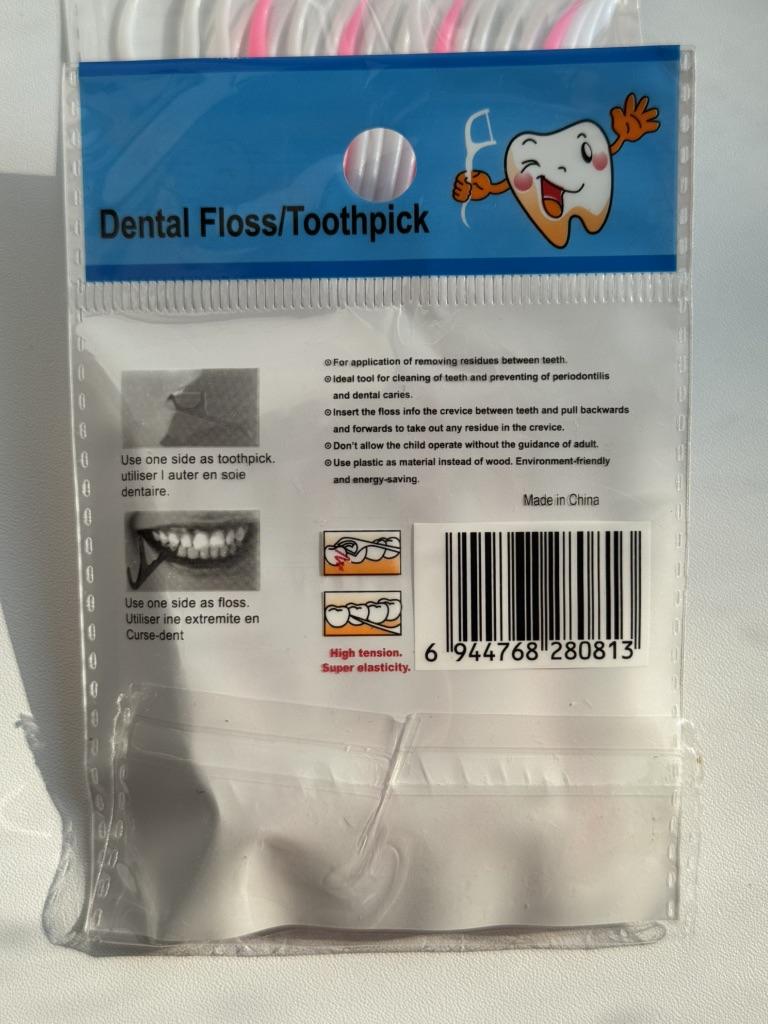 Dental Floss/Toothpick
⊙For application of removing residues between teeth.
⊙ideal tool for cleaning of teeth and preventing of periodontilis
and dental caries.
⊙Insert the floss info the crevice between teeth and pull backwards
and forwards to take out any residue in the crevice.
⊙Don't allow the child operate without the guidance of adult.
⊙Use plastic as material instead of wood. Environment-friendly
and energy-saving.
Made in China
Use one side as toothpick.
utiliser l auter en soie
dentaire.
Use one side as floss.
Utiliser ine extremite en
Curse-dent
High tension.
Super elasticity.
6 944768 280813